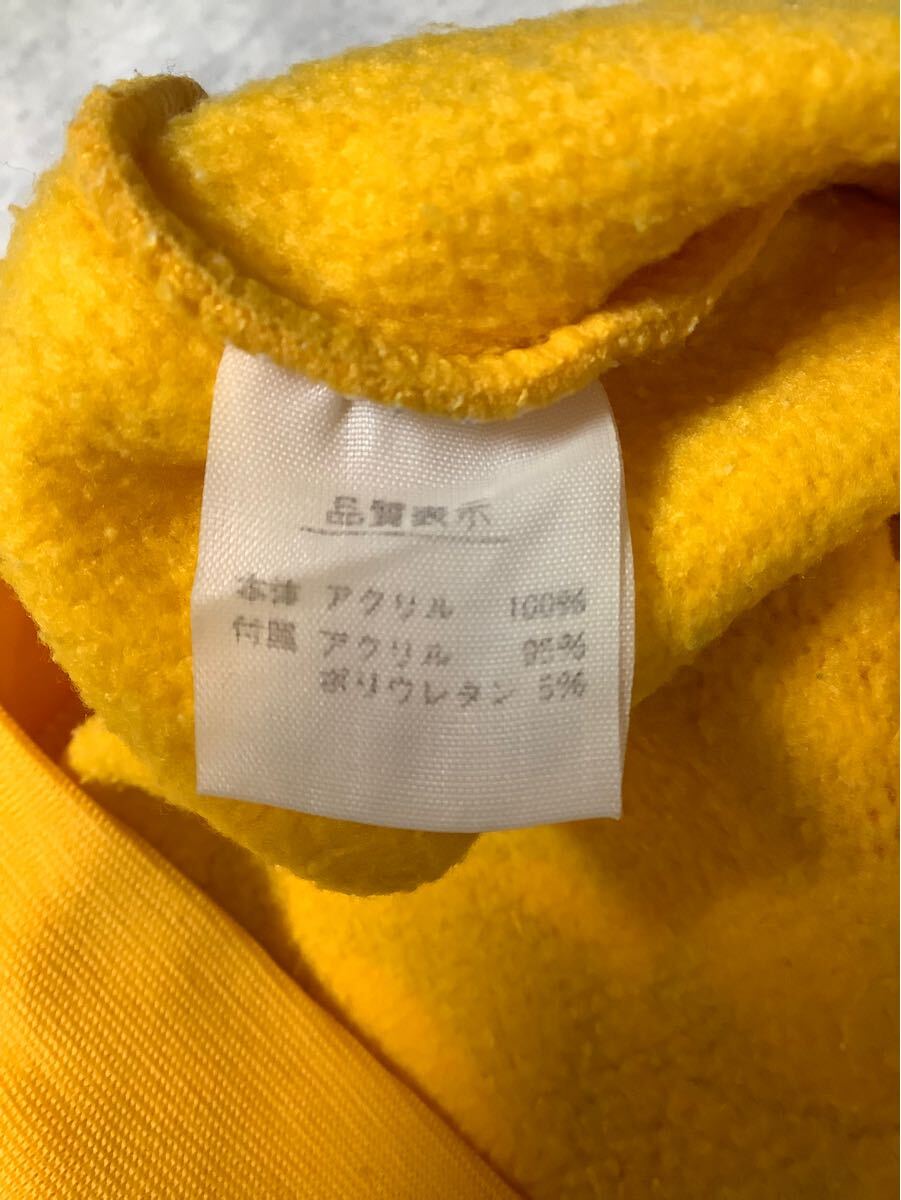 品質表示
本体 アクリル 100%
付属 アクリル 95%
ポリウレタン 5%